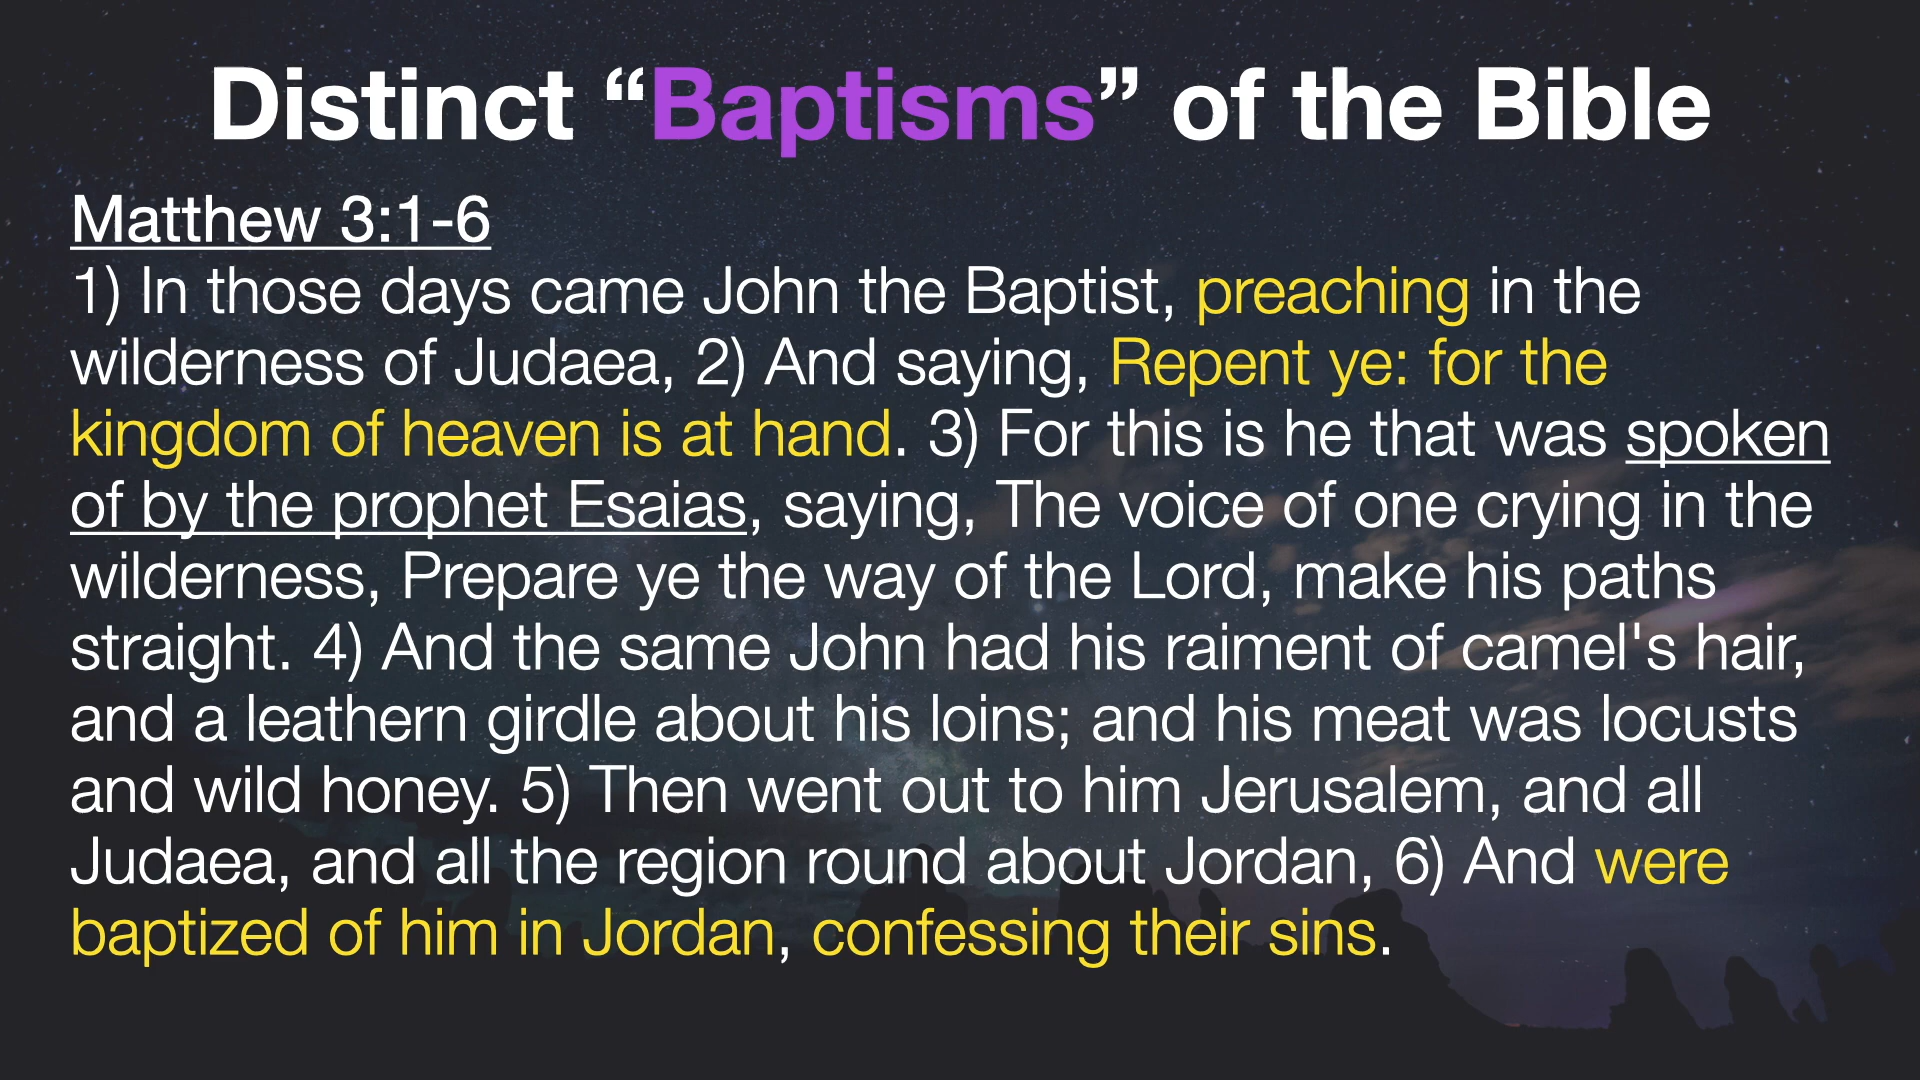 Distinct “Baptisms” of the Bible
Matthew 3:1-6
1) In those days came John the Baptist, preaching in the
wilderness of Judaea, 2) And saying, Repent ye: for the
kingdom of heaven is at hand. 3) For this is he that was spoken
of by the prophet Esaias, saying, The voice of one crying in the
wilderness, Prepare ye the way of the Lord, make his paths
straight. 4) And the same John had his raiment of camel's hair,
and a leathern girdle about his loins; and his meat was locusts
and wild honey. 5) Then went out to him Jerusalem, and all
Judaea, and all the region round about Jordan, 6) And were
baptized of him in Jordan, confessing their sins.